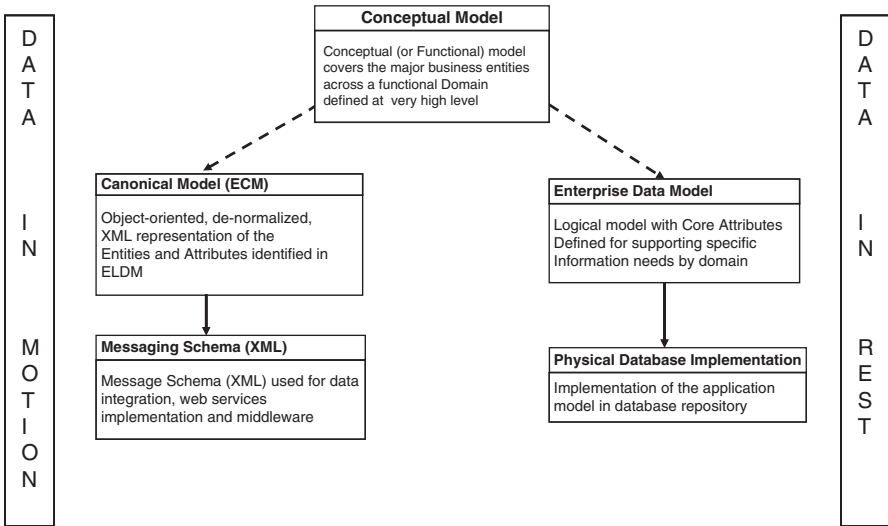 DATA IN MOTION
Conceptual Model
Conceptual (or Functional) model
covers the major business entities
across a functional Domain
defined at very high level
Canonical Model (ECM)
Object-oriented, de-normalized,
XML representation of the
Entities and Attributes identified in
ELDM
Messaging Schema (XML)
Message Schema (XML) used for data
integration, web services
implementation and middleware
Enterprise Data Model
Logical model with Core Attributes
Defined for supporting specific
Information needs by domain
Physical Database Implementation
Implementation of the application
model in database repository
DATA IN REST